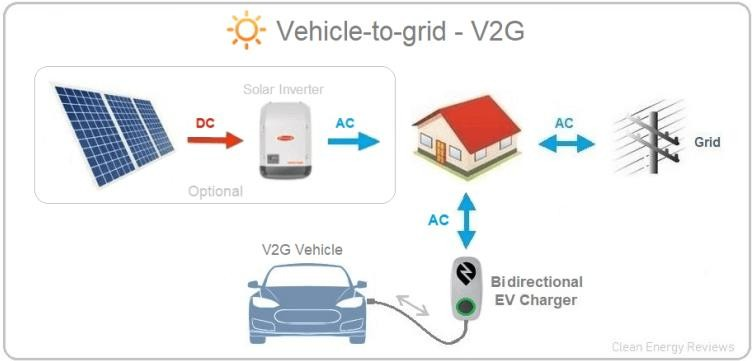 Vehicle-to-grid - V2G
Solar Inverter
DC
AC
AC
Grid
Optional
AC
V2G Vehicle
Bidirectional
EV Charger
Clean Energy Reviews